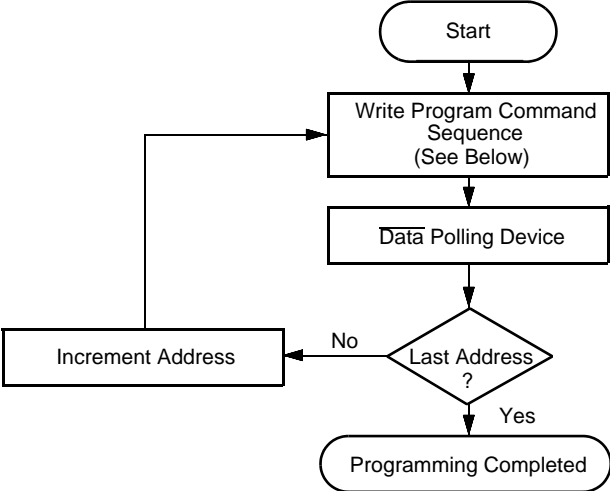 Start
Write Program Command
Sequence
(See Below)
Data Polling Device
Increment Address
No
Last Address
?
Yes
Programming Completed